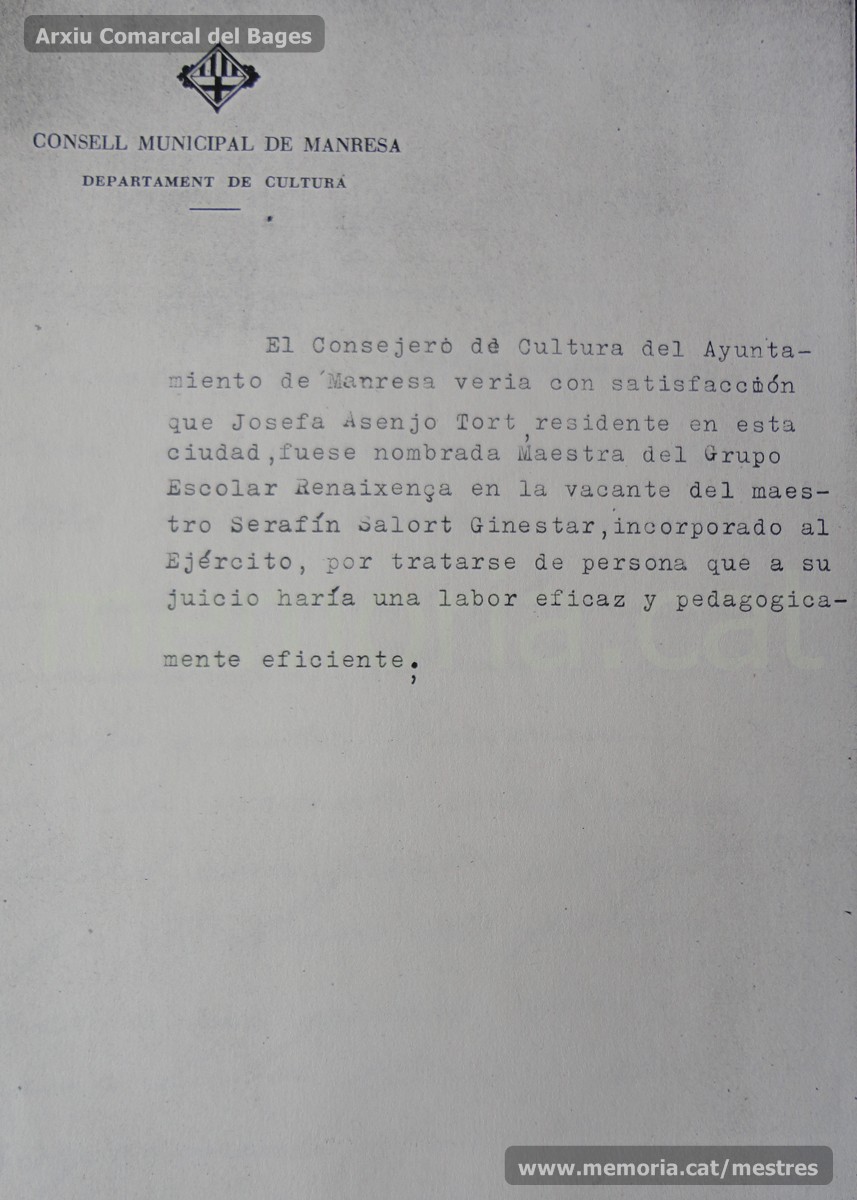 Arxiu Comarcal del Bages
CONSELL MUNICIPAL DE MANRESA
DEPARTAMENT DE CULTURA
El Consejero de Cultura del Ayunta-
miento de Manresa veria con satisfacción
que Josefa Asenjo Tort,residente en esta
ciudad,fuese nombrada Maestra del Grupo
Escolar Renaixença en la vacante del maes-
tro Serafín Salort Ginestar,incorporado al
Ejército, por tratarse de persona que a su
juicio haría una labor eficaz y pedagogica-
mente eficiente.
www.memoria.cat/mestres